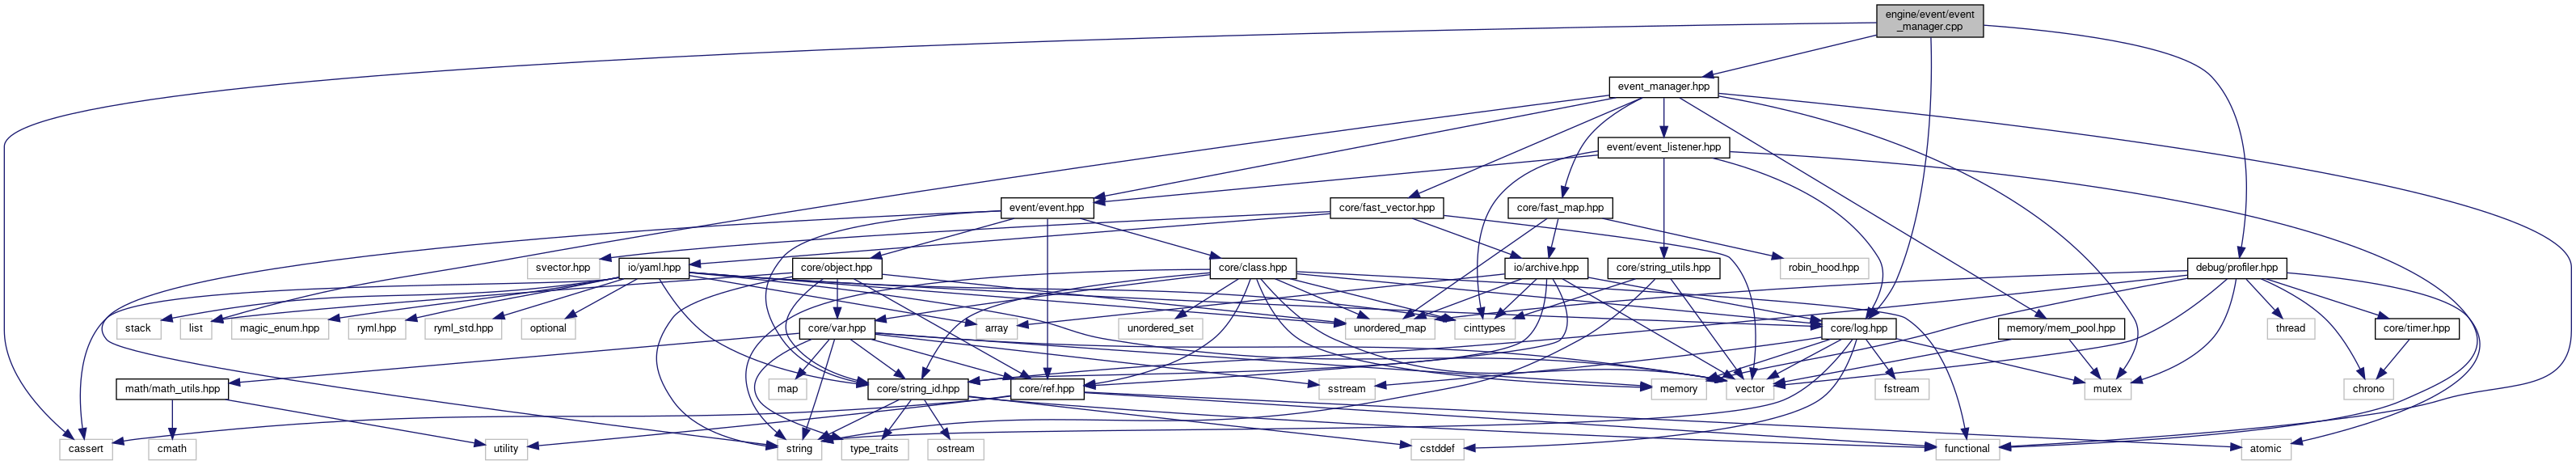 engine/event/event
_manager.cpp
event_manager.hpp
event/event_listener.hpp
event/event.hpp
core/fast_vector.hpp
core/fast_map.hpp
svector.hpp
io/yaml.hpp
core/object.hpp
core/class.hpp
io/archive.hpp
core/string_utils.hpp
robin_hood.hpp
debug/profiler.hpp
stack
list
magic_enum.hpp
ryml.hpp
ryml_std.hpp
optional
core/var.hpp
array
unordered_set
unordered_map
cinttypes
core/log.hpp
memory/mem_pool.hpp
thread
core/timer.hpp
math/math_utils.hpp
map
core/string_id.hpp
core/ref.hpp
sstream
memory
vector
fstream
mutex
chrono
cassert
cmath
utility
string
type_traits
ostream
cstddef
functional
atomic